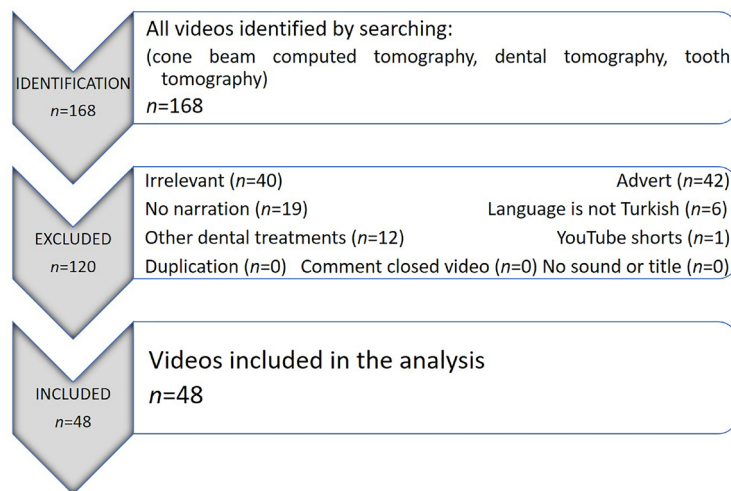 IDENTIFICATION
n=168
All videos identified by searching:
(cone beam computed tomography, dental tomography, tooth
tomography)
n=168
EXCLUDED
n=120
Irrelevant (n=40) Advert (n=42)
No narration (n=19) Language is not Turkish (n=6)
Other dental treatments (n=12) YouTube shorts (n=1)
Duplication (n=0) Comment closed video (n=0) No sound or title (n=0)
INCLUDED
n=48
Videos included in the analysis
n=48